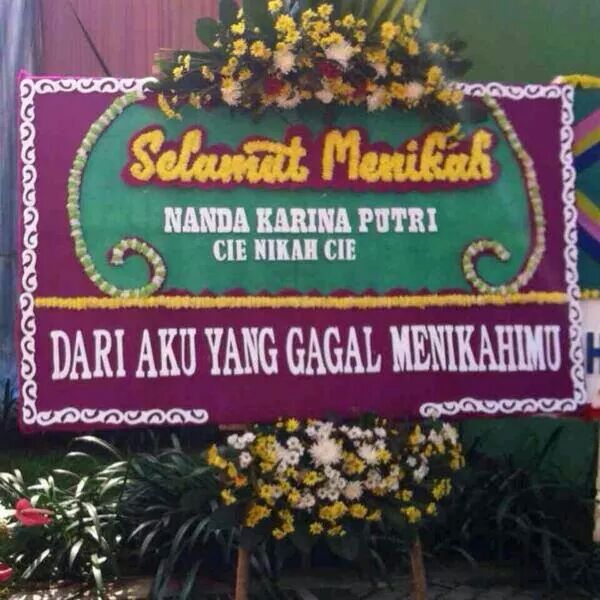 Selamat Menikah
NANDA KARINA PUTRI
CIE NIKAH CIE
DARI AKU YANG GAGAL MENIKAHIMU